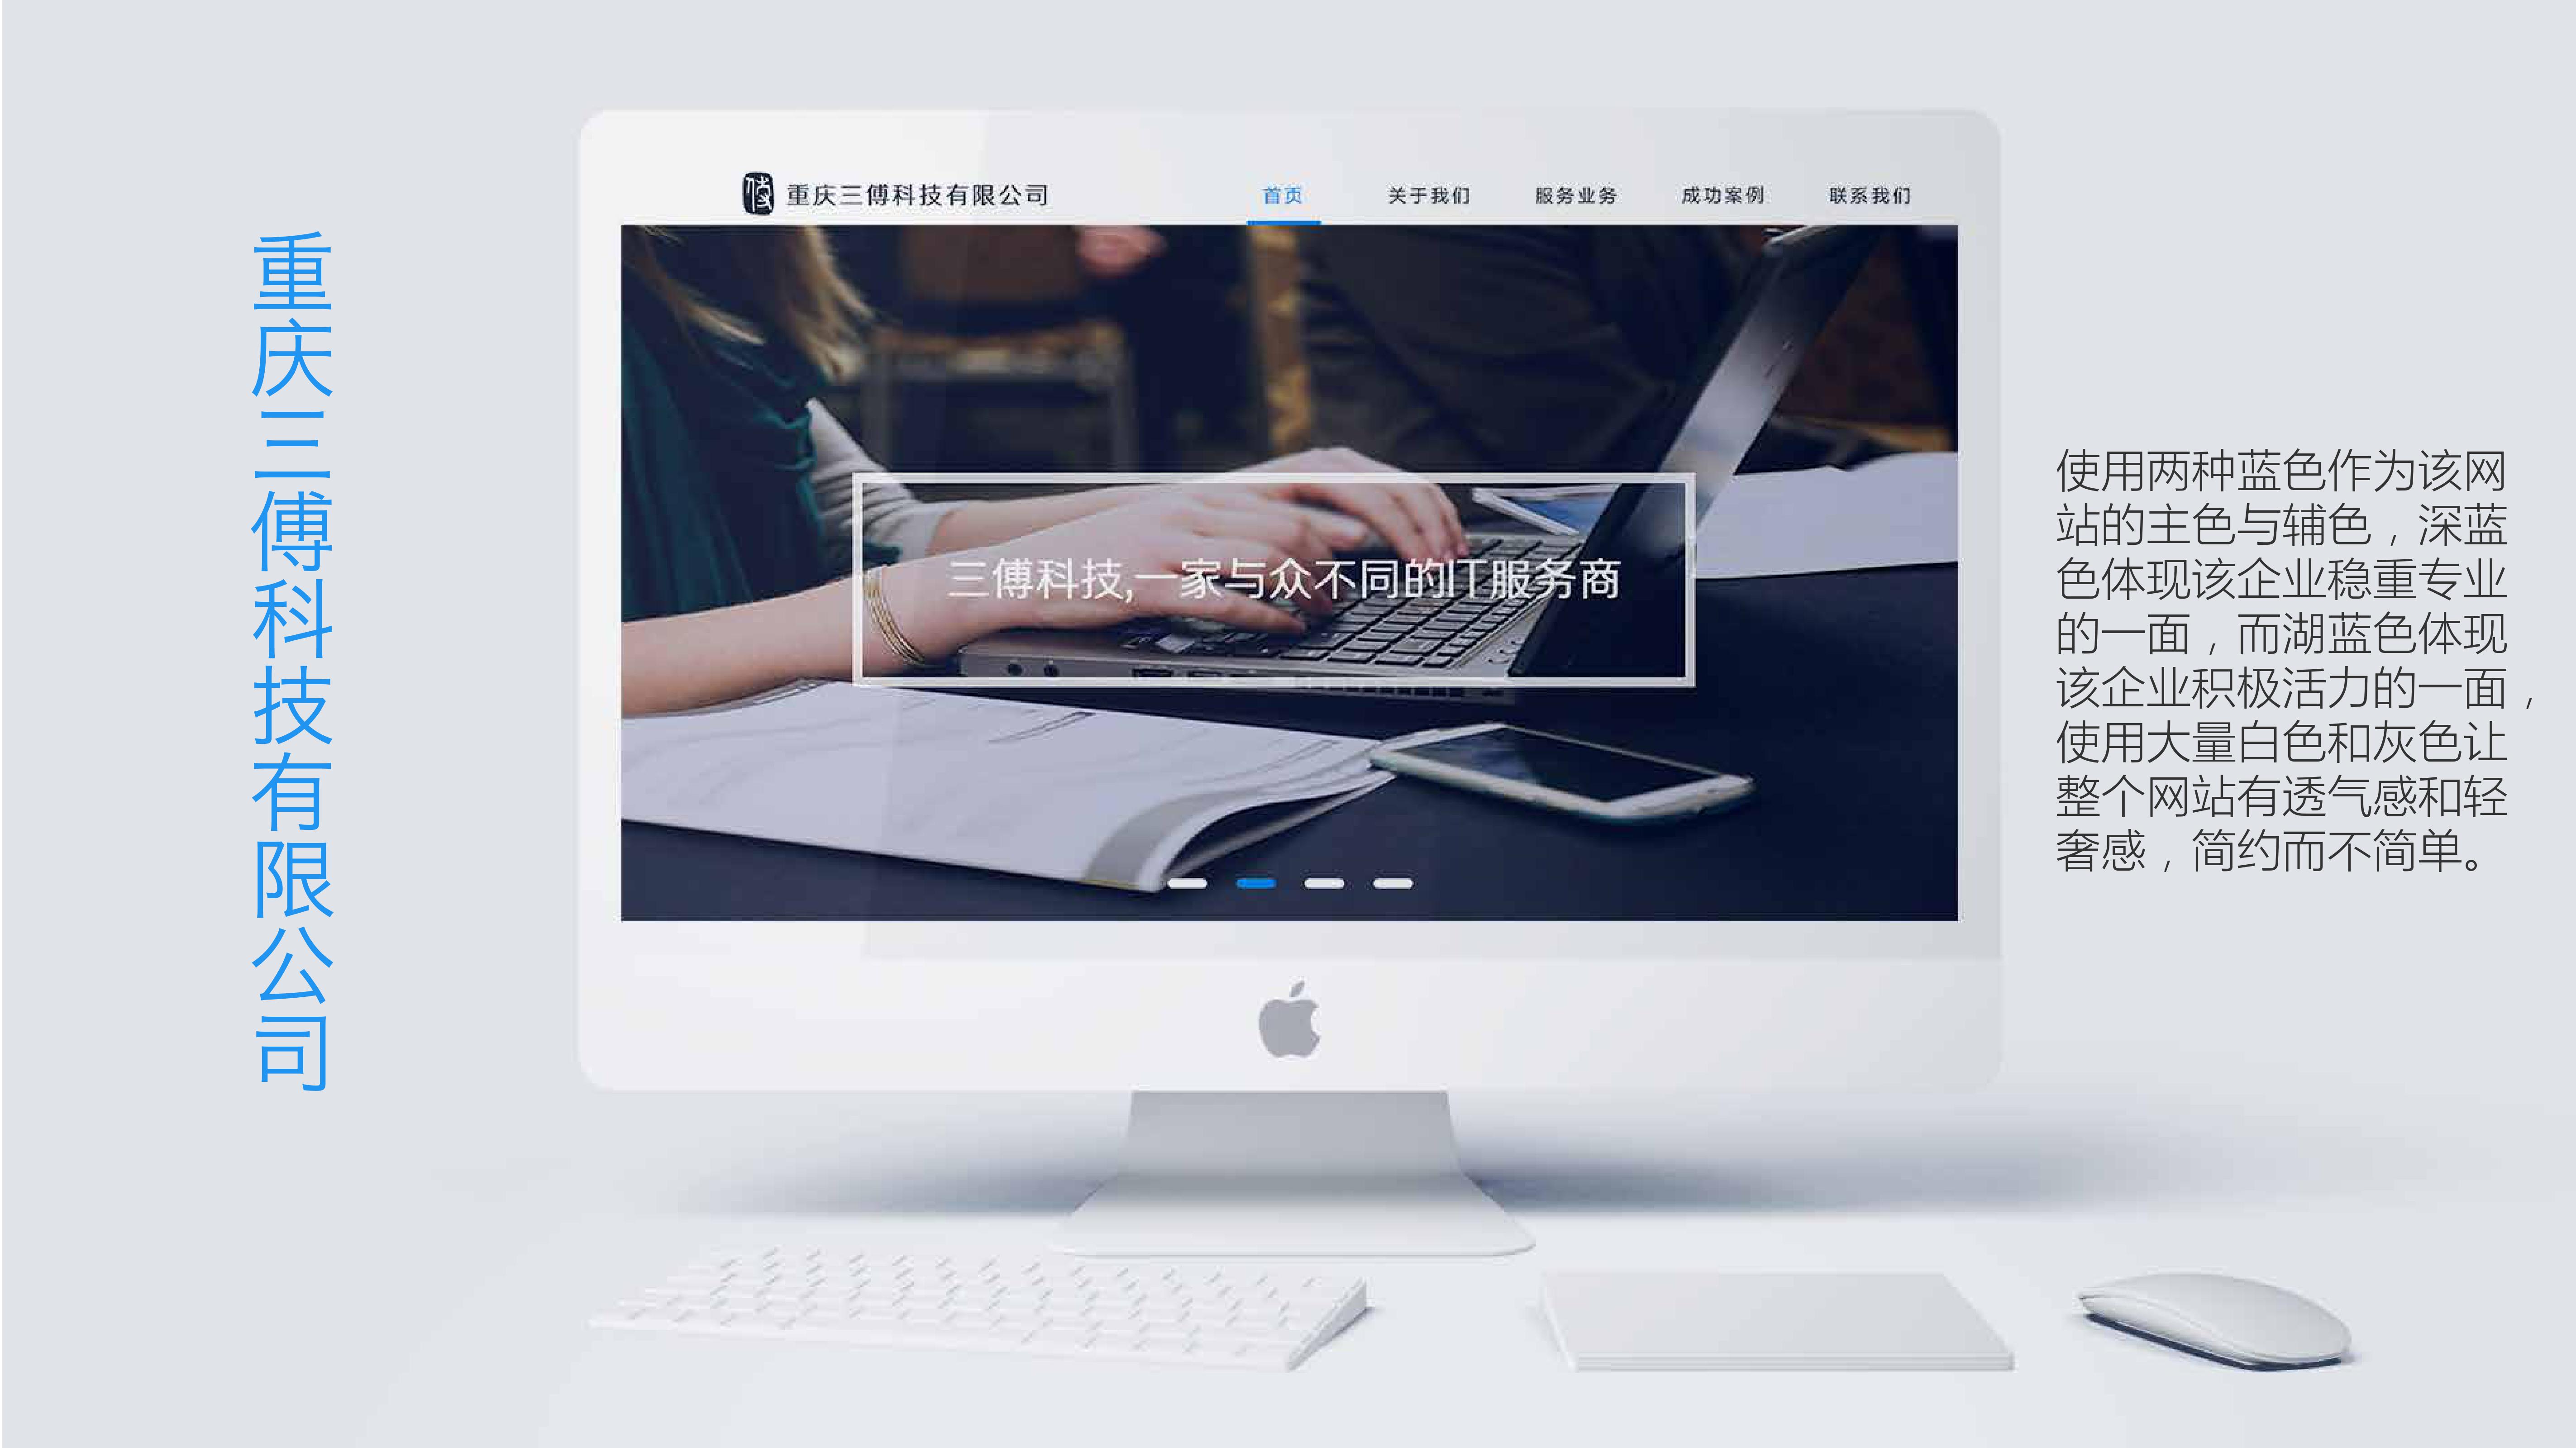 重庆三傅科技有限公司
重庆三傅科技有限公司
首页 关于我们 服务业务 成功案例 联系我们
三傅科技,一家与众不同的IT服务商
使用两种蓝色作为该网
站的主色与辅色，深蓝
色体现该企业稳重专业
的一面，而湖蓝色体现
该企业积极活力的一面，
使用大量白色和灰色让
整个网站有透气感和轻
奢感，简约而不简单。